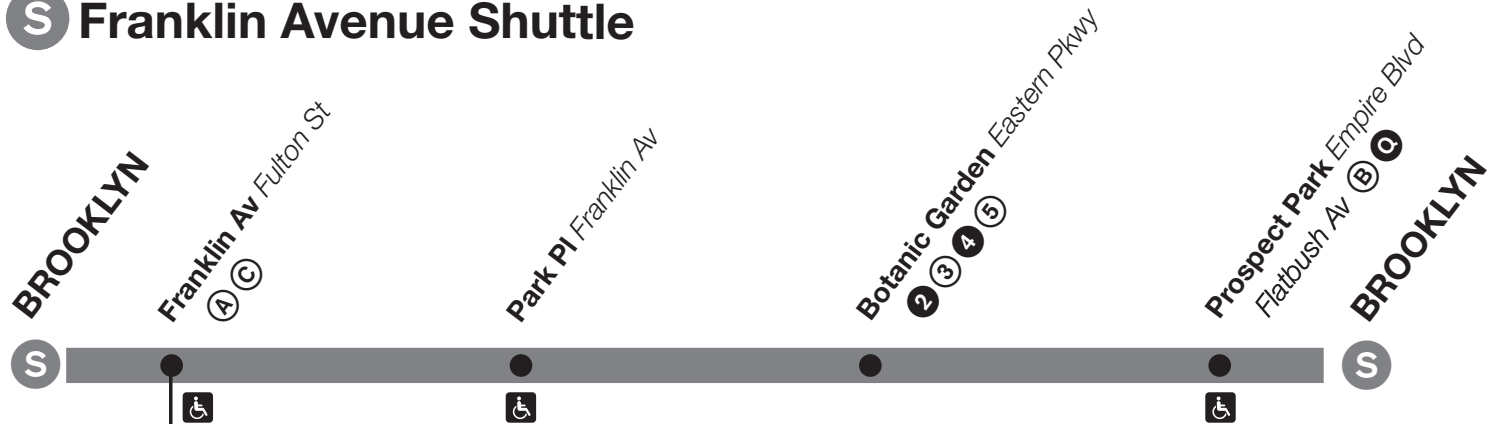 S Franklin Avenue Shuttle
BROOKLYN
Franklin Av Fulton St
A C
Park Pl Franklin Av
Botanic Garden Eastern Pkwy
2 3 4 5
Prospect Park Empire Blvd
Flatbush Av B Q
BROOKLYN
S
S